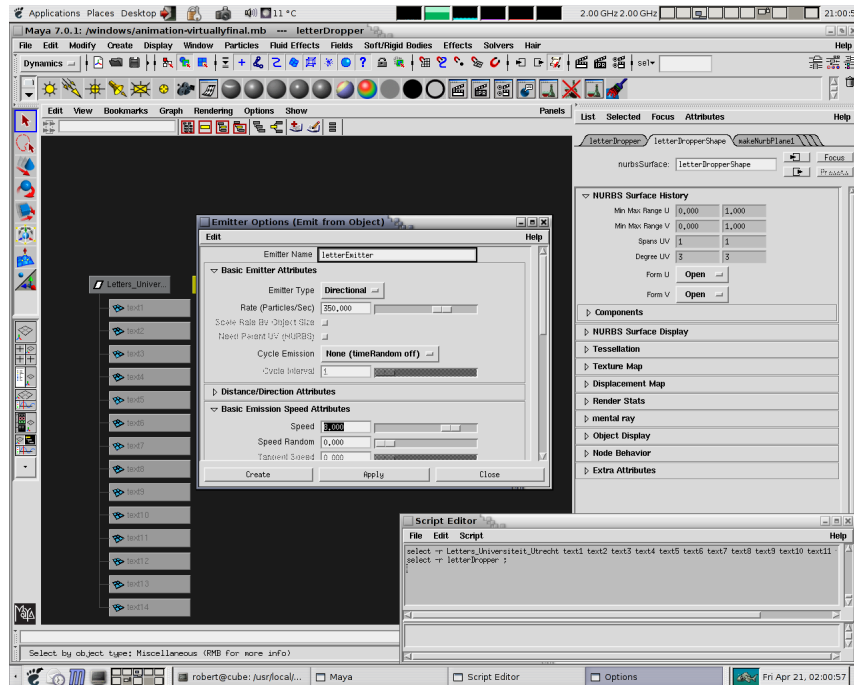 Applications Places Desktop 11 °C 2.00 GHz 2.00 GHz 21:00:5
Maya 7.0.1: /windows/animation-virtuallyfinal.mb --- letterDropper
File Edit Modify Create Display Window Particles Fluid Effects Fields Soft/Rigid Bodies Effects Solvers Hair Help
Dynamics sel
Edit View Bookmarks Graph Rendering Options Show Panels
List Selected Focus Attributes Help
letterDropper letterDropperShape makeNurbPlane1
nurbsSurface: letterDropperShape Focus
Presets
NURBS Surface History
Min Max Range U 0.000 1.000
Min Max Range V 0.000 1.000
Spans UV 1 1
Degree UV 3 3
Form U Open
Form V Open
Components
NURBS Surface Display
Tessellation
Texture Map
Displacement Map
Render Stats
mental ray
Object Display
Node Behavior
Extra Attributes
Emitter Options (Emit from Object)
Edit Help
Emitter Name letterEmitter
Basic Emitter Attributes
Emitter Type Directional
Rate (Particles/Sec) 350.000
Scale Rate By Object Size
Need Parent UV (NURBS)
Cycle Emission None (timeRandom off)
Cycle Interval 1
Distance/Direction Attributes
Basic Emission Speed Attributes
Speed
Speed Random 0.000
Tangent Speed 0.000
Create Apply Close
Letters_Univer...
text1
text2
text3
text4
text5
text6
text7
text8
text9
text10
text11
text12
text13
text14
Script Editor
File Edit Script Help
select -r Letters_Universiteit_Utrecht text1 text2 text3 text4 text5 text6 text7 text8 text9 text10 text11
select -r letterDropper ;
Select by object type: Miscellaneous (RMB for more info)
robert@cube: /usr/local/... Maya Script Editor Options Fri Apr 21, 02:00:57